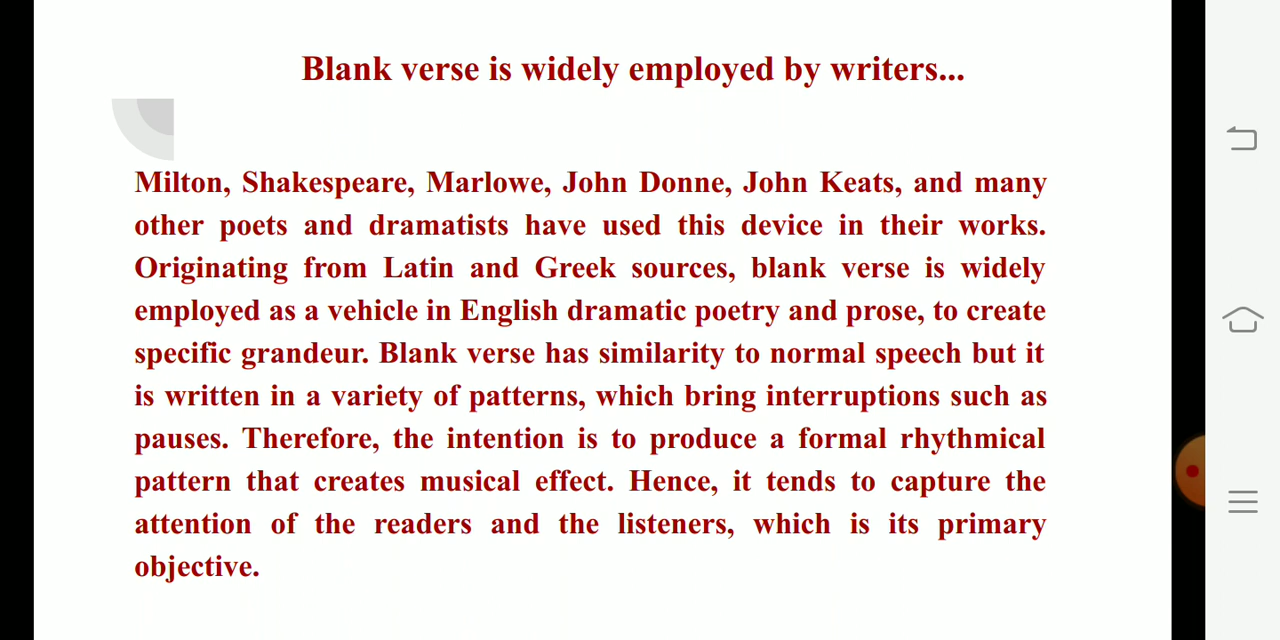 Blank verse is widely employed by writers...
Milton, Shakespeare, Marlowe, John Donne, John Keats, and many
other poets and dramatists have used this device in their works.
Originating from Latin and Greek sources, blank verse is widely
employed as a vehicle in English dramatic poetry and prose, to create
specific grandeur. Blank verse has similarity to normal speech but it
is written in a variety of patterns, which bring interruptions such as
pauses. Therefore, the intention is to produce a formal rhythmical
pattern that creates musical effect. Hence, it tends to capture the
attention of the readers and the listeners, which is its primary
objective.